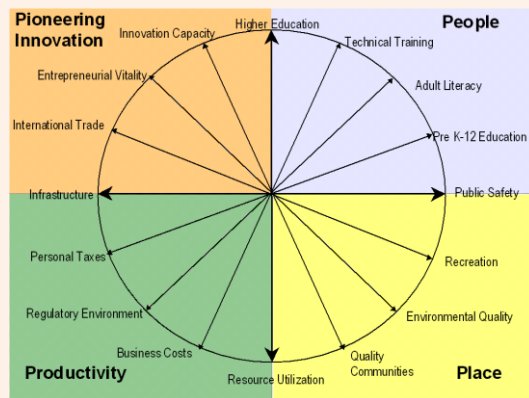 Pioneering
Innovation
People
Higher Education
Innovation Capacity
Technical Training
Entrepreneurial Vitality
Adult Literacy
International Trade
Pre K-12 Education
Infrastructure
Public Safety
Personal Taxes
Recreation
Regulatory Environment
Environmental Quality
Business Costs
Quality
Communities
Resource Utilization
Productivity
Place